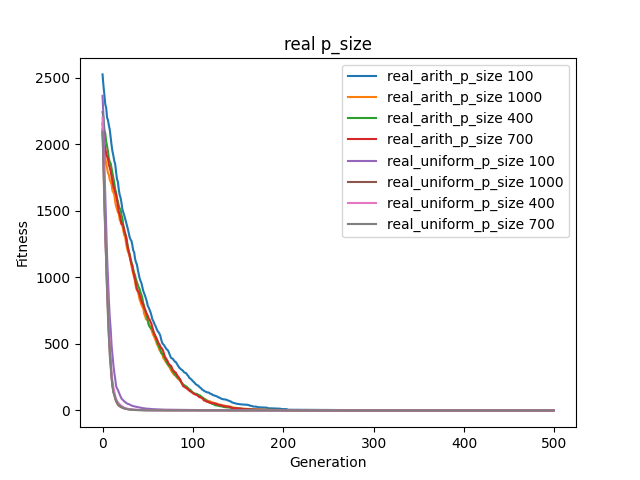 real p_size
real_arith_p_size 100
real_arith_p_size 1000
real_arith_p_size 400
real_arith_p_size 700
real_uniform_p_size 100
real_uniform_p_size 1000
real_uniform_p_size 400
real_uniform_p_size 700
Fitness
2500
2000
1500
1000
500
0
0 100 200 300 400 500
Generation